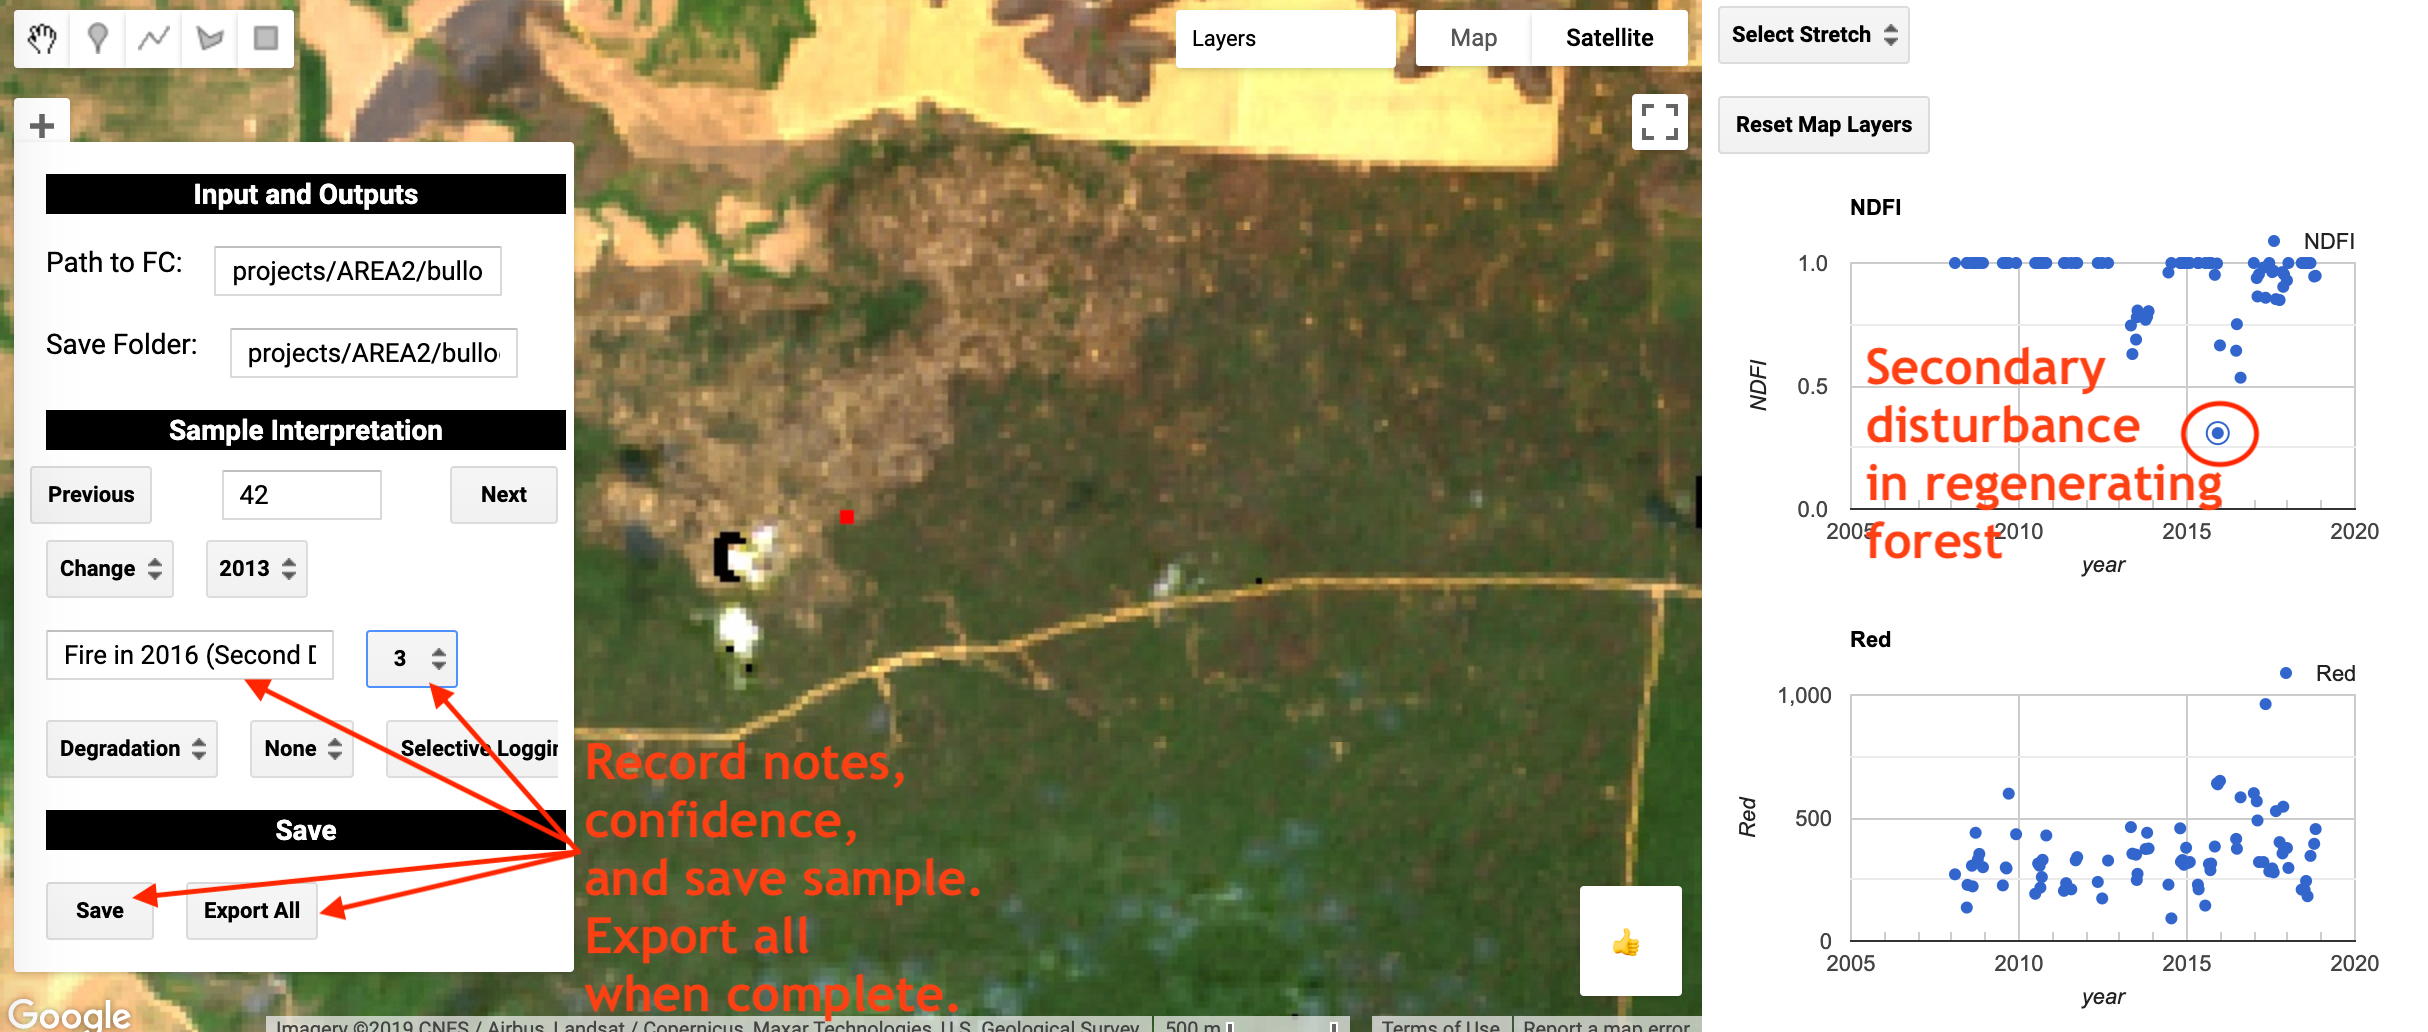 Layers
Map
Satellite
+
Input and Outputs
Path to FC:
projects/AREA2/bullo
Save Folder:
projects/AREA2/bullo
Sample Interpretation
Previous
42
Next
Change
2013
Fire in 2016 (Second D
3
Degradation
None
Selective Loggin
Save
Save
Export All
Record notes,
confidence,
and save sample.
Export all
when complete.
Google
Imagery ©2019 CNES / Airbus, Landsat / Copernicus, Maxar Technologies, U.S. Geological Survey
500 m
Terms of Use
Report a map error
Select Stretch
Reset Map Layers
NDFI
NDFI
1.0
0.5
0.0
NDFI
2005
2010
2015
2020
year
Secondary
disturbance
in regenerating
forest
Red
Red
1,000
500
0
Red
2005
2010
2015
2020
year